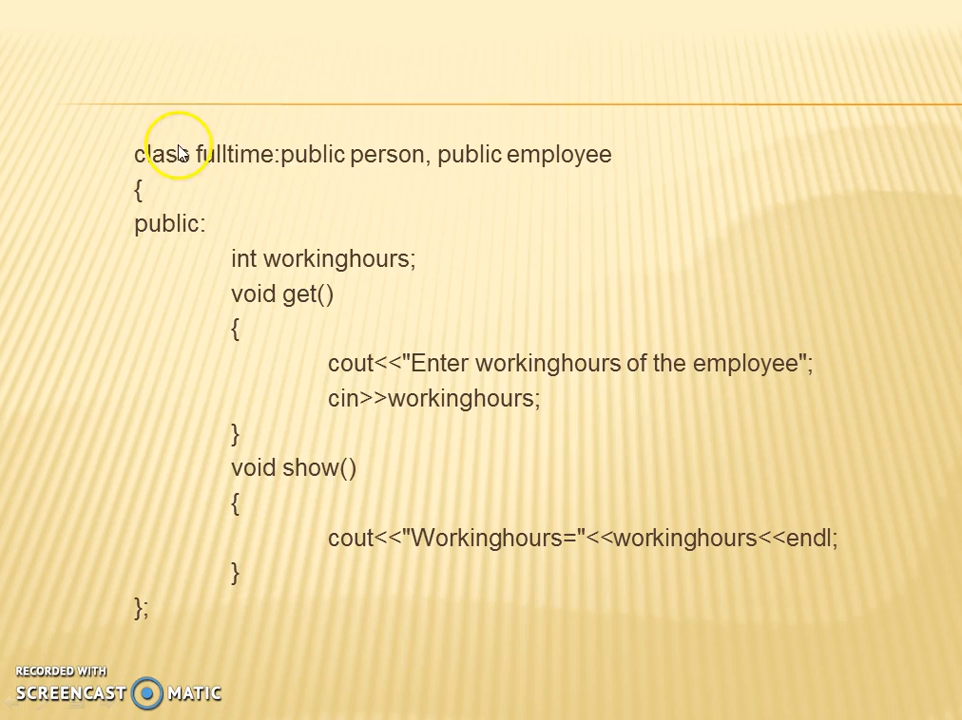 class fulltime:public person, public employee
{
public:
int workinghours;
void get()
{
cout<<"Enter workinghours of the employee";
cin>>workinghours;
}
void show()
{
cout<<"Workinghours="<<workinghours<<endl;
}
};
RECORDED WITH
SCREENCAST MATIC